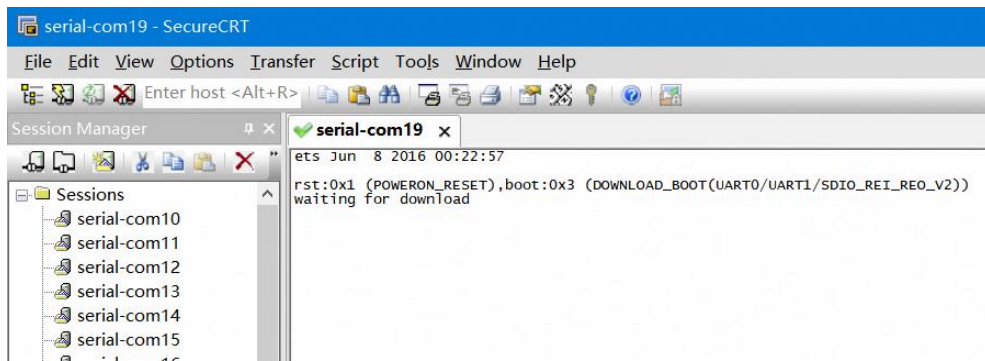 serial-com19 - SecureCRT
File Edit View Options Transfer Script Tools Window Help
Enter host <Alt+R>
Session Manager
serial-com19
ets Jun  8 2016 00:22:57
rst:0x1 (POWERON_RESET),boot:0x3 (DOWNLOAD_BOOT(UART0/UART1/SDIO_REI_REO_V2))
waiting for download
Sessions
serial-com10
serial-com11
serial-com12
serial-com13
serial-com14
serial-com15